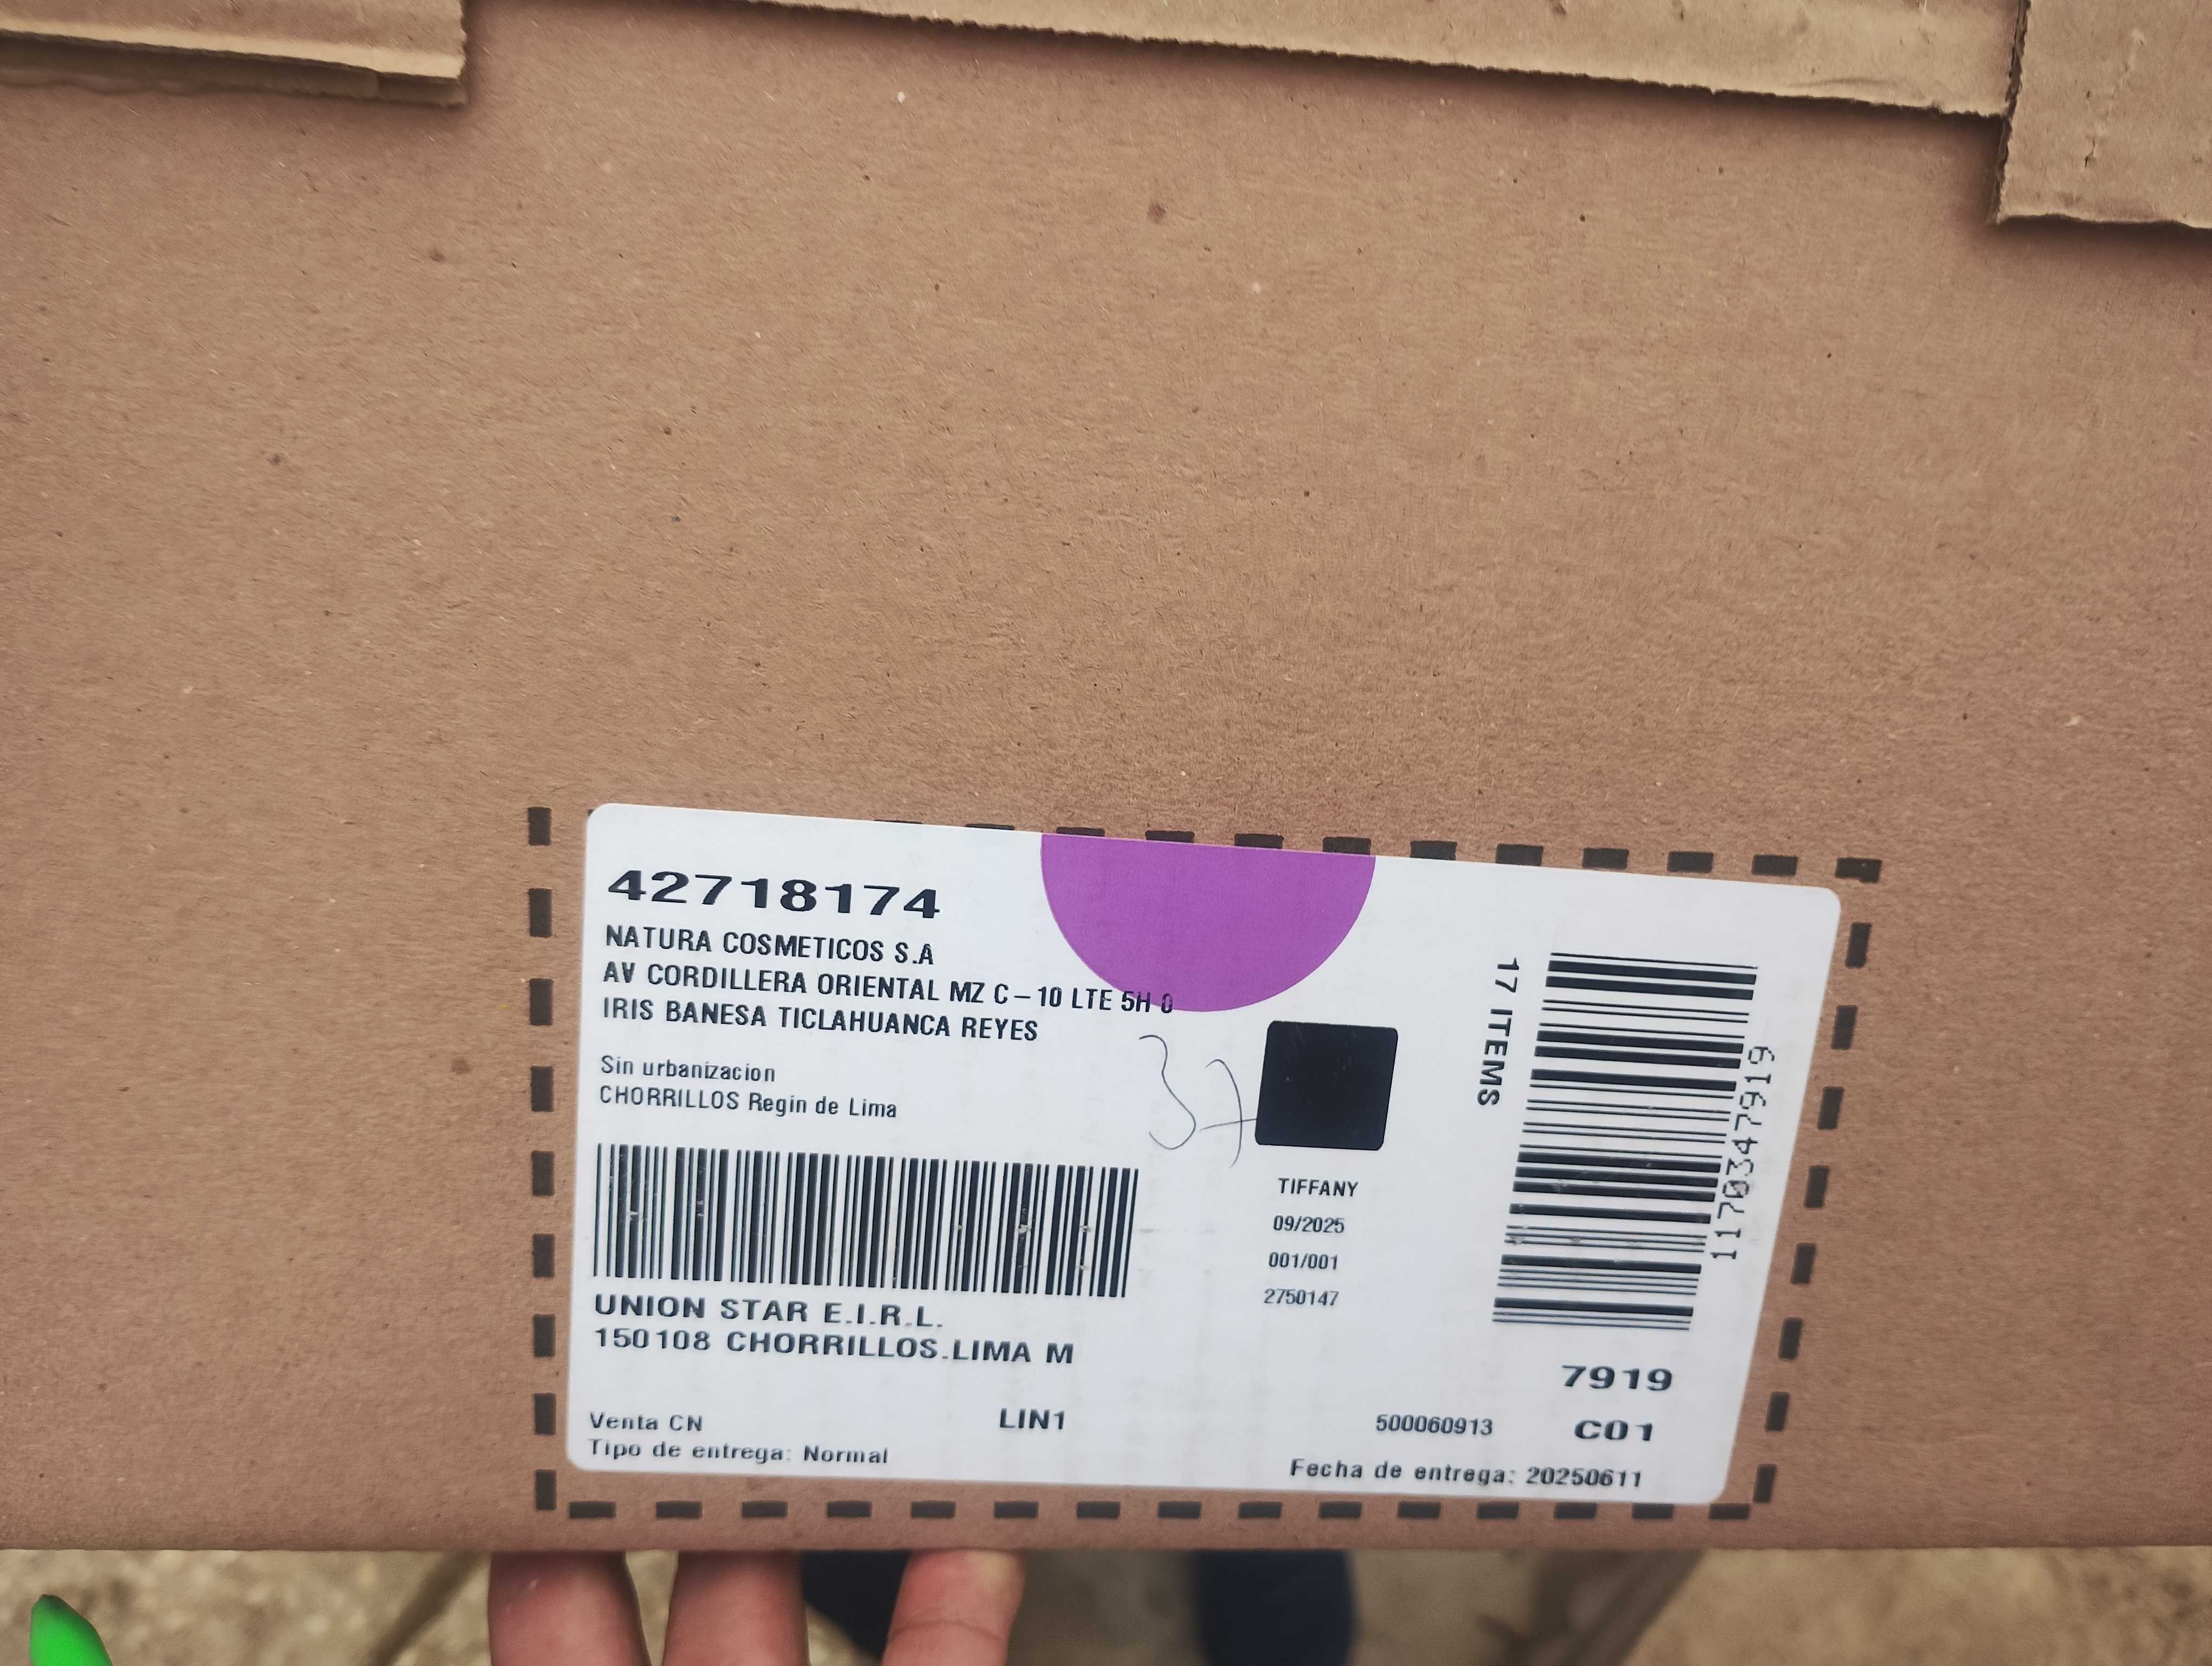 42718174
NATURA COSMETICOS S.A
AV CORDILLERA ORIENTAL MZ C-10 LTE 5H 0
IRIS BANESA TICLAHUANCA REYES
Sin urbanizacion
CHORRILLOS Regin de Lima
37
UNION STAR E.I.R.L.
150108 CHORRILLOS.LIMA M
Venta CN
Tipo de entrega: Normal
LIN1
TIFFANY
09/2025
001/001
2750147
17 ITEMS
1170347919
7919
500060913
C01
Fecha de entrega: 20250611